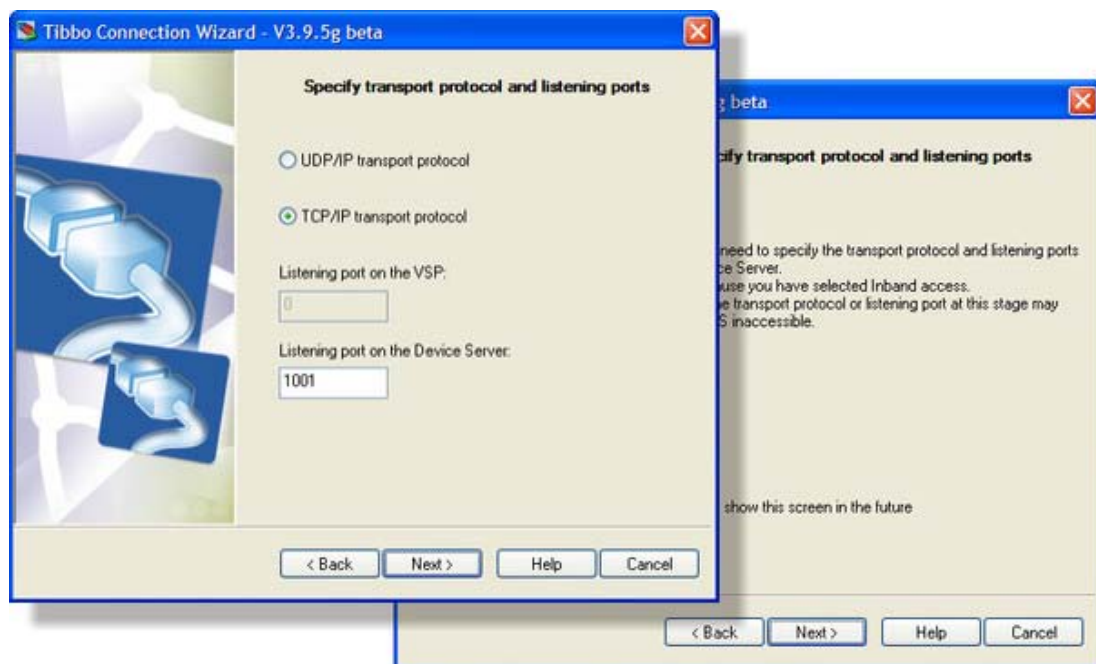 Tibbo Connection Wizard - V3.9.5g beta
Specify transport protocol and listening ports
UDP/IP transport protocol
TCP/IP transport protocol
Listening port on the VSP:
0
Listening port on the Device Server:
1001
< Back
Next >
Help
Cancel
beta
transport protocol and listening ports
need to specify the transport protocol and listening ports
Server.
you have selected Inband access.
transport protocol or listening port at this stage may
inaccessible.
show this screen in the future
< Back
Next >
Help
Cancel